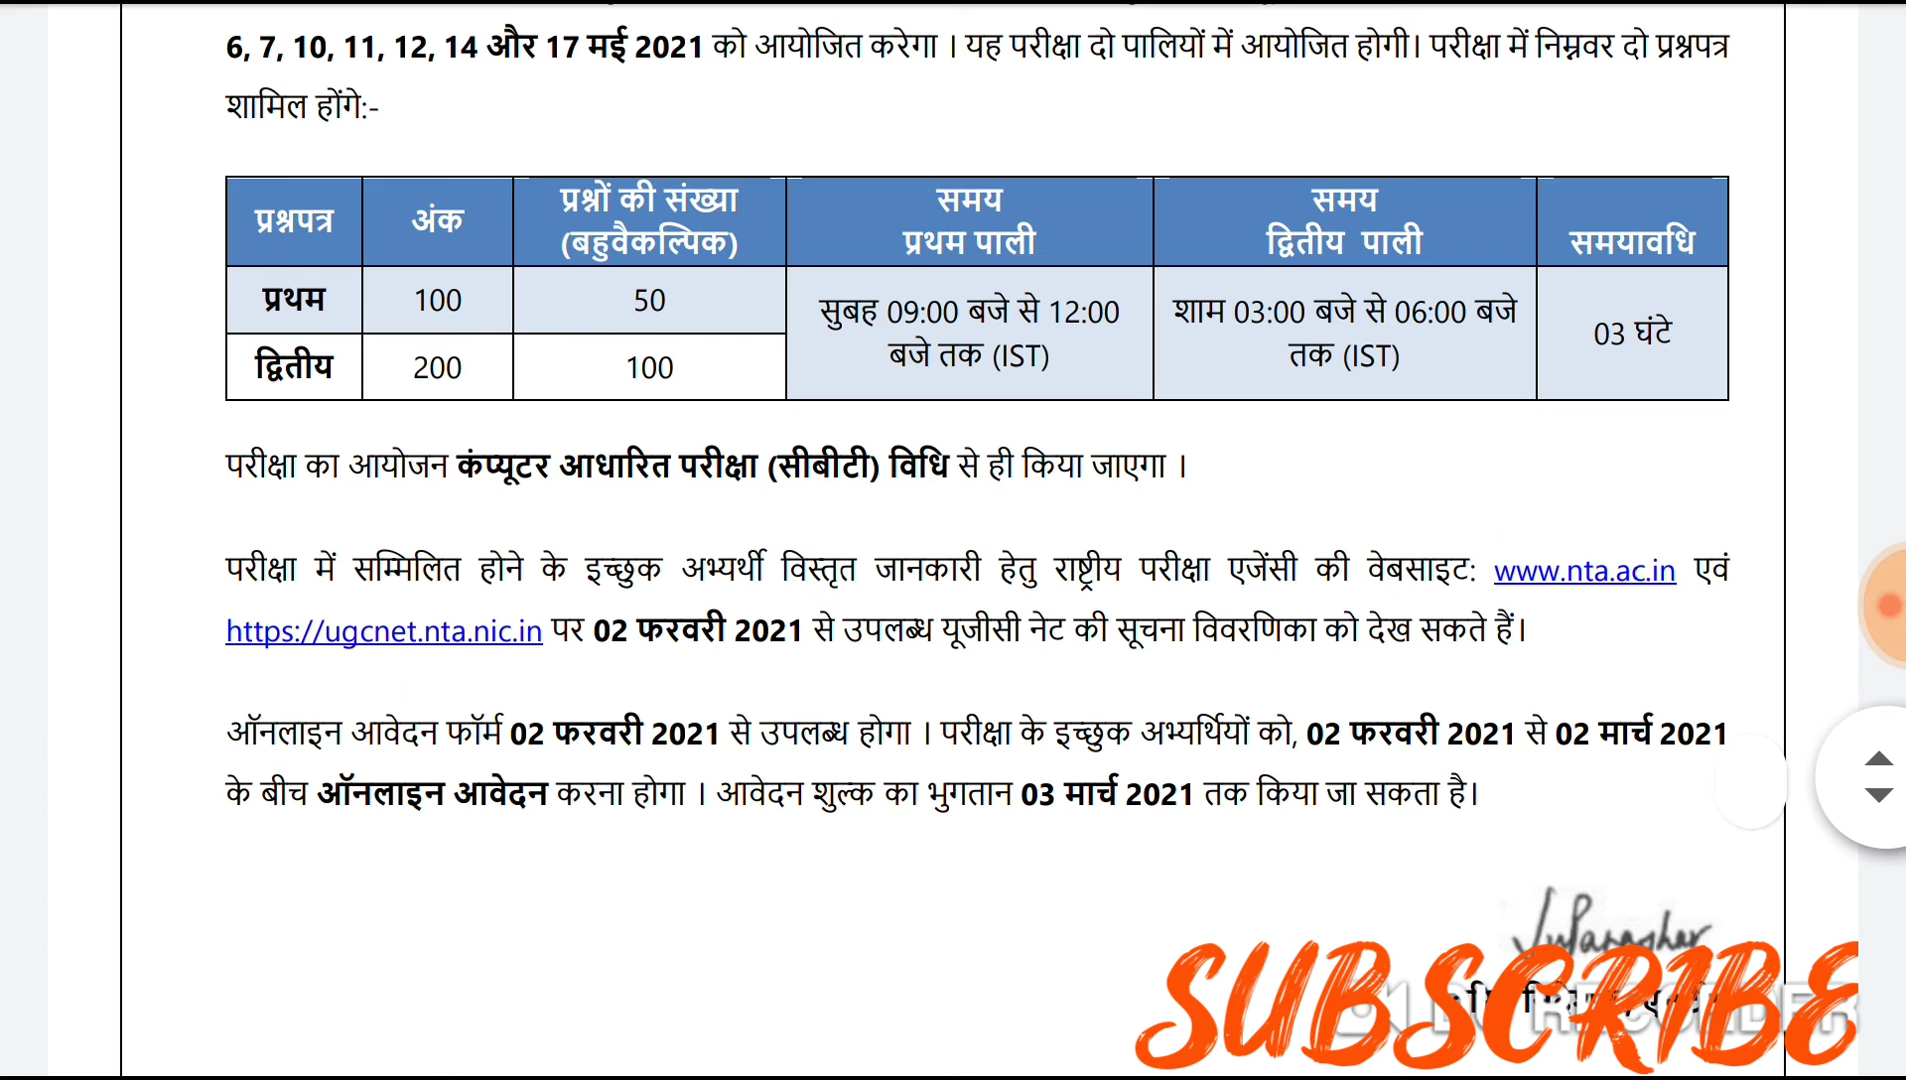 6, 7, 10, 11, 12, 14 और 17 मई 2021 को आयोजित करेगा । यह परीक्षा दो पालियों में आयोजित होगी। परीक्षा में निम्नवर दो प्रश्नपत्र
शामिल होंगे:-
प्रश्नपत्र अंक प्रश्नों की संख्या (बहुवैकल्पिक) समय प्रथम पाली समय द्वितीय पाली समयावधि
प्रथम 100 50 सुबह 09:00 बजे से 12:00 बजे तक (IST) शाम 03:00 बजे से 06:00 बजे तक (IST) 03 घंटे
द्वितीय 200 100
परीक्षा का आयोजन कंप्यूटर आधारित परीक्षा (सीबीटी) विधि से ही किया जाएगा ।
परीक्षा में सम्मिलित होने के इच्छुक अभ्यर्थी विस्तृत जानकारी हेतु राष्ट्रीय परीक्षा एजेंसी की वेबसाइट: www.nta.ac.in एवं
https://ugcnet.nta.nic.in पर 02 फरवरी 2021 से उपलब्ध यूजीसी नेट की सूचना विवरणिका को देख सकते हैं।
ऑनलाइन आवेदन फॉर्म 02 फरवरी 2021 से उपलब्ध होगा । परीक्षा के इच्छुक अभ्यर्थियों को, 02 फरवरी 2021 से 02 मार्च 2021
के बीच ऑनलाइन आवेदन करना होगा । आवेदन शुल्क का भुगतान 03 मार्च 2021 तक किया जा सकता है।
SUBSCRIBE